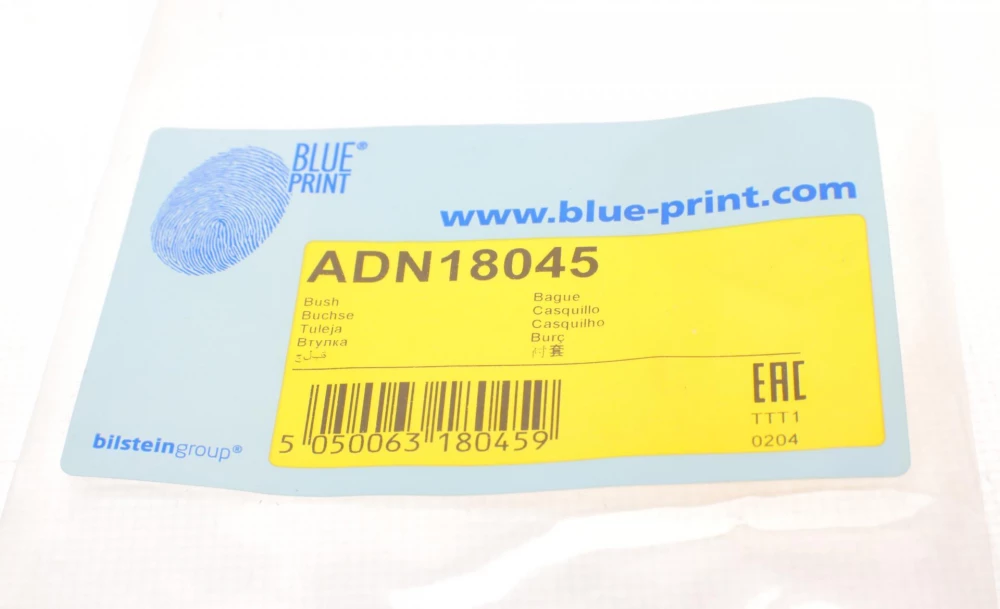 BLUE®
PRINT
www.blue-print.com
ADN18045
Bush
Buchse
Tuleja
Втулка
Bague
Casquillo
Casquilho
Burç
衬套
EAC
TTT1
0204
5 050063 180459
bilsteingroup®